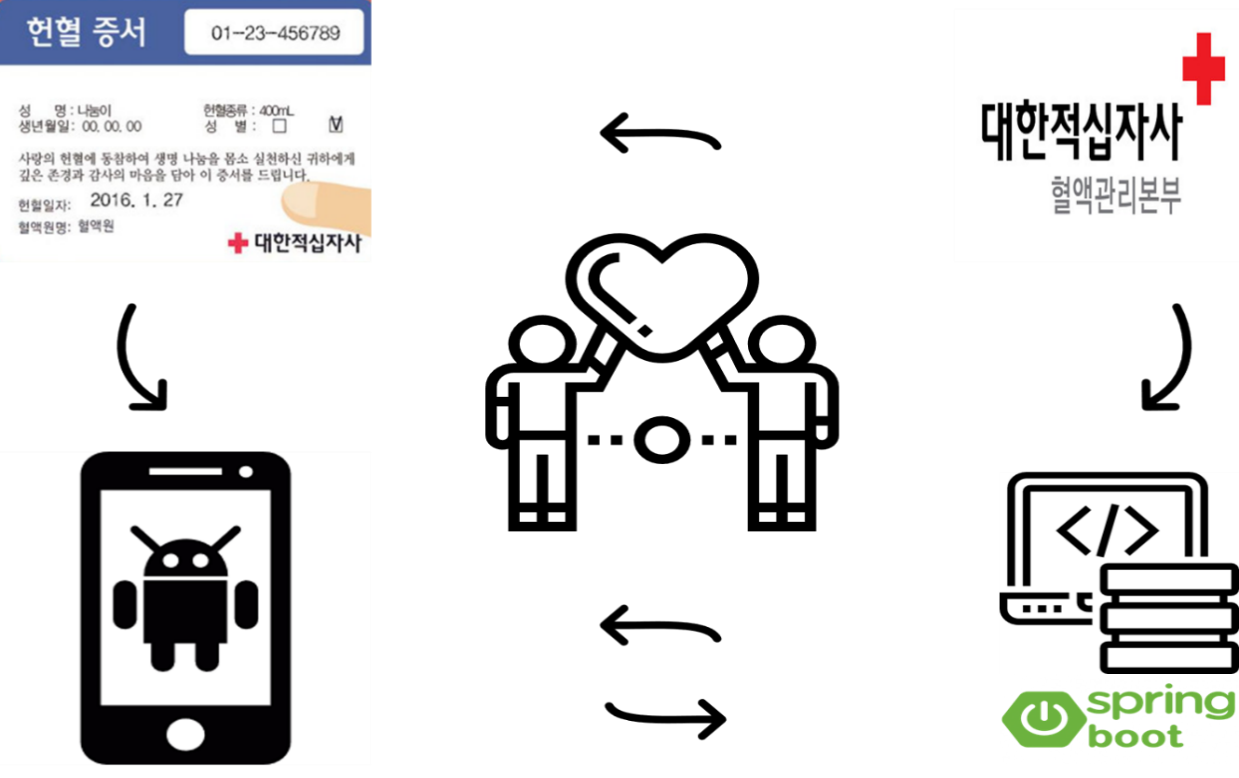 헌혈 증서
01-23-456789
성 명 : 나눔이 헌혈종류 : 400mL
생년월일 : 00. 00. 00 성 별 : □ ☑
사랑의 헌혈에 동참하여 생명 나눔을 몸소 실천하신 귀하에게
깊은 존경과 감사의 마음을 담아 이 증서를 드립니다.
헌혈일자: 2016. 1. 27
혈액원명: 혈액원
대한적십자사
대한적십자사
혈액관리본부
</>
spring
boot